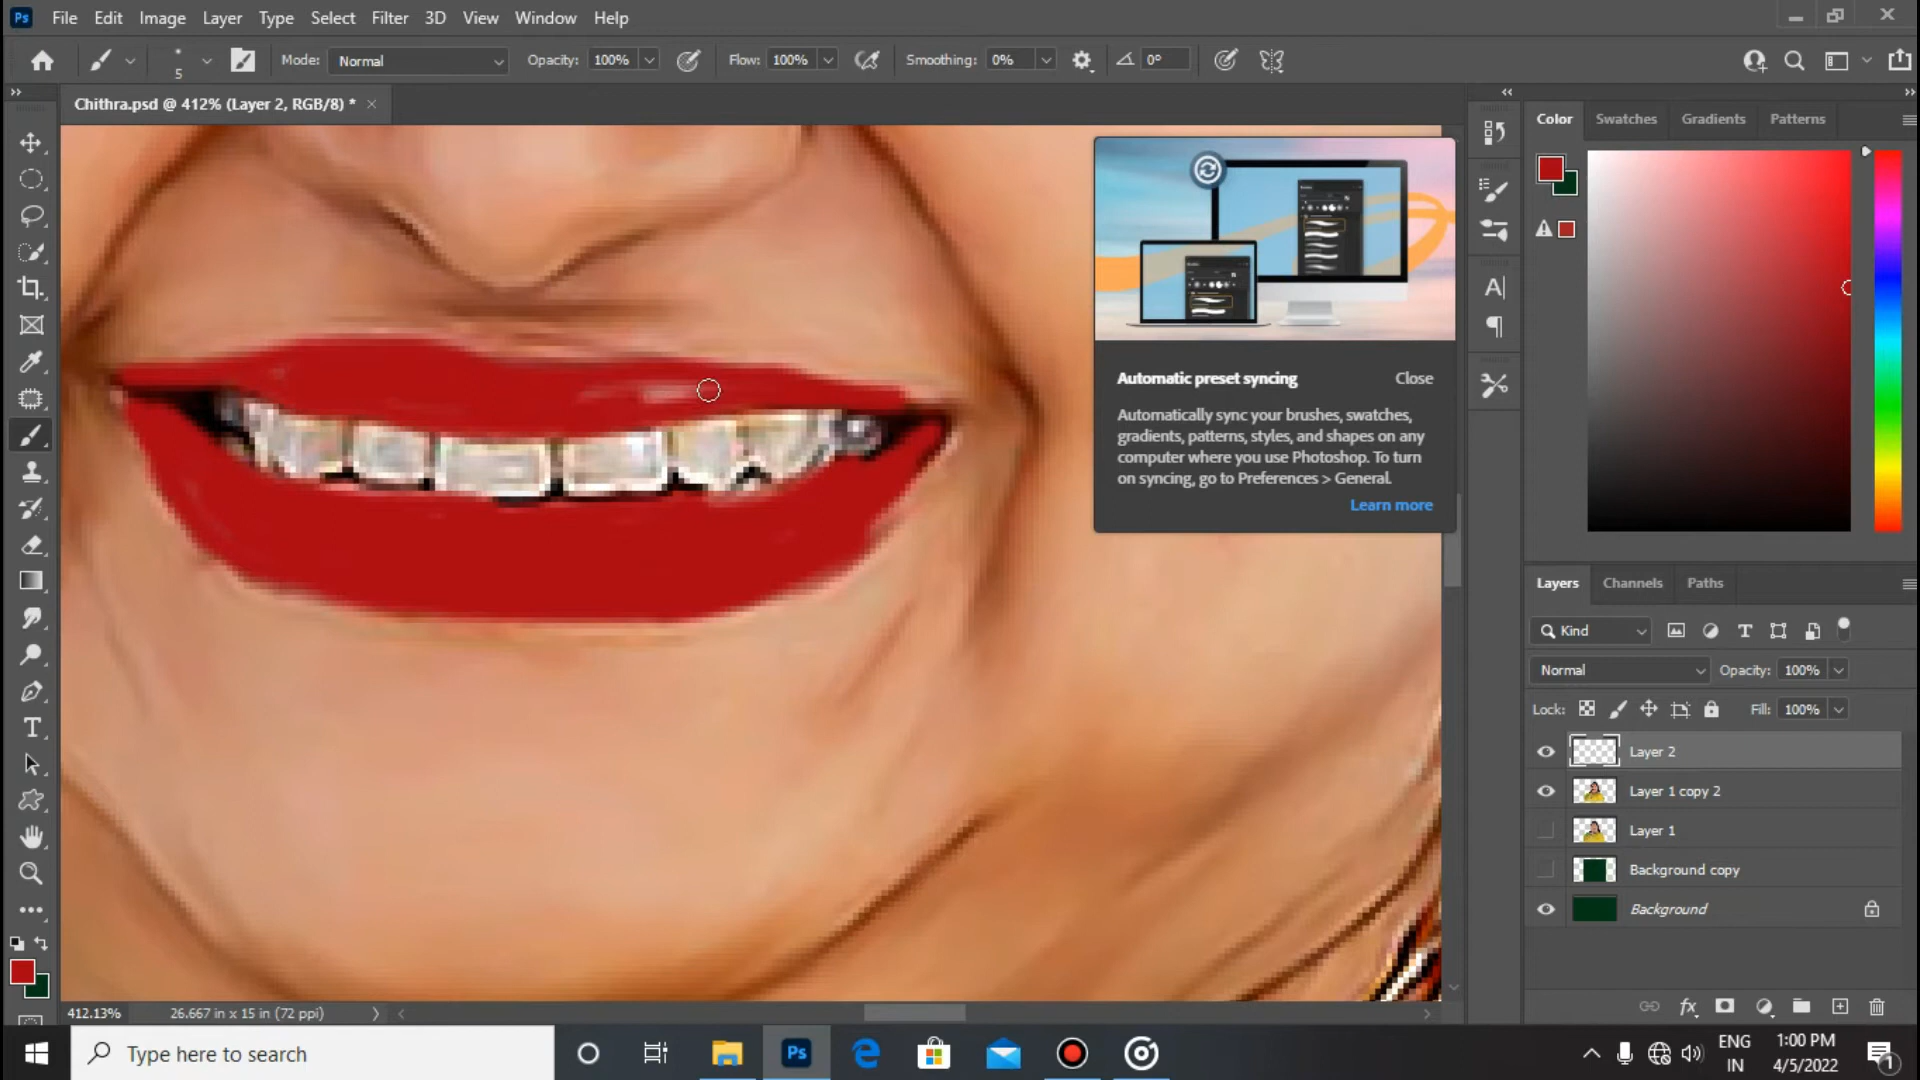 Ps File Edit Image Layer Type Select Filter 3D View Window Help
5 Mode: Normal Opacity: 100% Flow: 100% Smoothing: 0% 0°
Chithra.psd @ 412% (Layer 2, RGB/8) *
Color Swatches Gradients Patterns
Automatic preset syncing Close
Automatically sync your brushes, swatches,
gradients, patterns, styles, and shapes on any
computer where you use Photoshop. To turn
on syncing, go to Preferences > General.
Learn more
Layers Channels Paths
Kind
Normal Opacity: 100%
Lock: Fill: 100%
Layer 2
Layer 1 copy 2
Layer 1
Background copy
Background
412.13% 26.667 in x 15 in (72 ppi)
Type here to search
Ps
ENG
IN
1:00 PM
4/5/2022
1